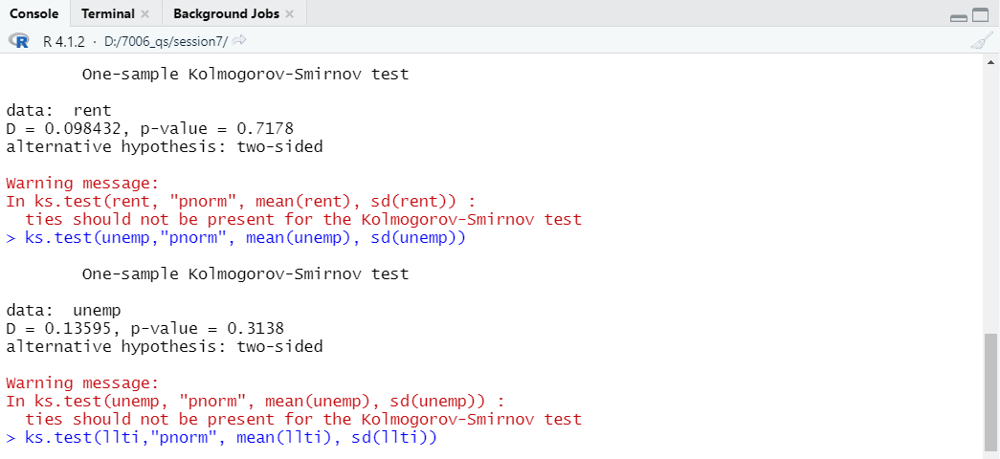 Console Terminal Background Jobs
R R 4.1.2 · D:/7006_qs/session7/
One-sample Kolmogorov-Smirnov test
data:  rent
D = 0.098432, p-value = 0.7178
alternative hypothesis: two-sided
Warning message:
In ks.test(rent, "pnorm", mean(rent), sd(rent)) :
  ties should not be present for the Kolmogorov-Smirnov test
> ks.test(unemp,"pnorm", mean(unemp), sd(unemp))
One-sample Kolmogorov-Smirnov test
data:  unemp
D = 0.13595, p-value = 0.3138
alternative hypothesis: two-sided
Warning message:
In ks.test(unemp, "pnorm", mean(unemp), sd(unemp)) :
  ties should not be present for the Kolmogorov-Smirnov test
> ks.test(llti,"pnorm", mean(llti), sd(llti))